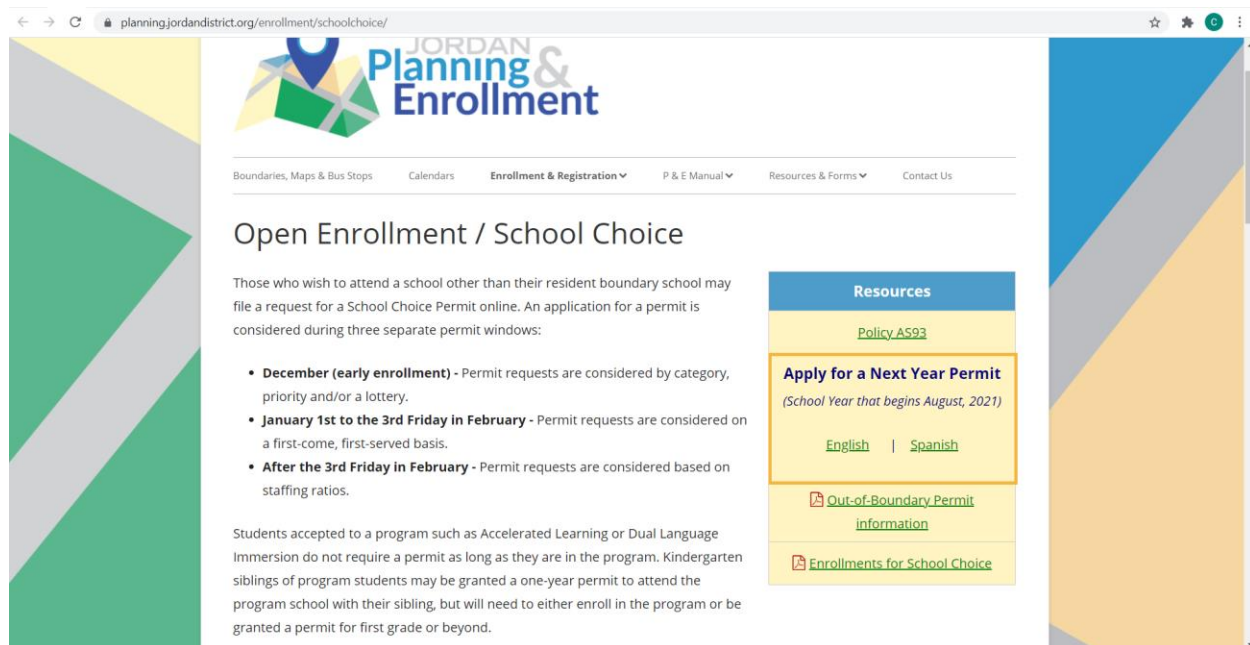 planning.jordandistrict.org/enrollment/schoolchoice/
C
JORDAN
Planning&
Enrollment
Boundaries, Maps & Bus Stops Calendars Enrollment & Registration P & E Manual Resources & Forms Contact Us
Open Enrollment / School Choice
Those who wish to attend a school other than their resident boundary school may
file a request for a School Choice Permit online. An application for a permit is
considered during three separate permit windows:
• December (early enrollment) - Permit requests are considered by category,
priority and/or a lottery.
• January 1st to the 3rd Friday in February - Permit requests are considered on
a first-come, first-served basis.
• After the 3rd Friday in February - Permit requests are considered based on
staffing ratios.
Students accepted to a program such as Accelerated Learning or Dual Language
Immersion do not require a permit as long as they are in the program. Kindergarten
siblings of program students may be granted a one-year permit to attend the
program school with their sibling, but will need to either enroll in the program or be
granted a permit for first grade or beyond.
Resources
Policy AS93
Apply for a Next Year Permit
(School Year that begins August, 2021)
English | Spanish
Out-of-Boundary Permit
information
Enrollments for School Choice